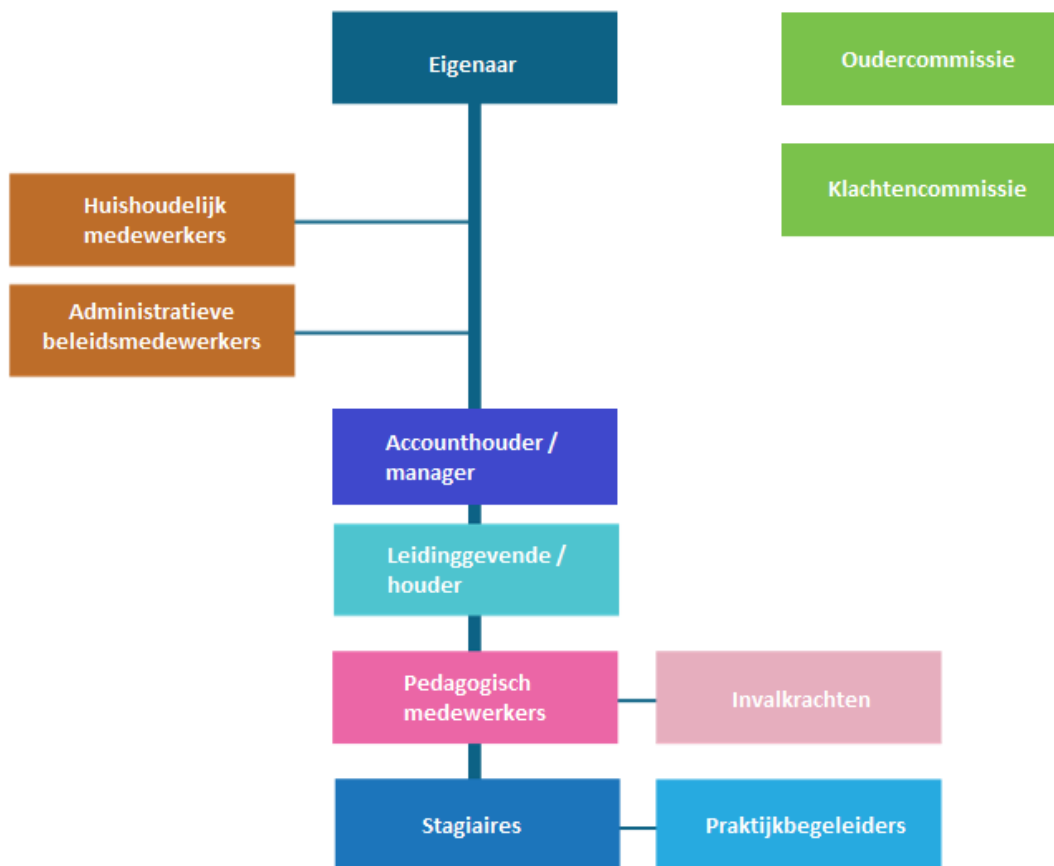 Eigenaar
Oudercommissie
Klachtencommissie
Huishoudelijk
medewerkers
Administratieve
beleidsmedewerkers
Accounthouder /
manager
Leidinggevende /
houder
Pedagogisch
medewerkers
Invalkrachten
Stagiaires
Praktijkbegeleiders